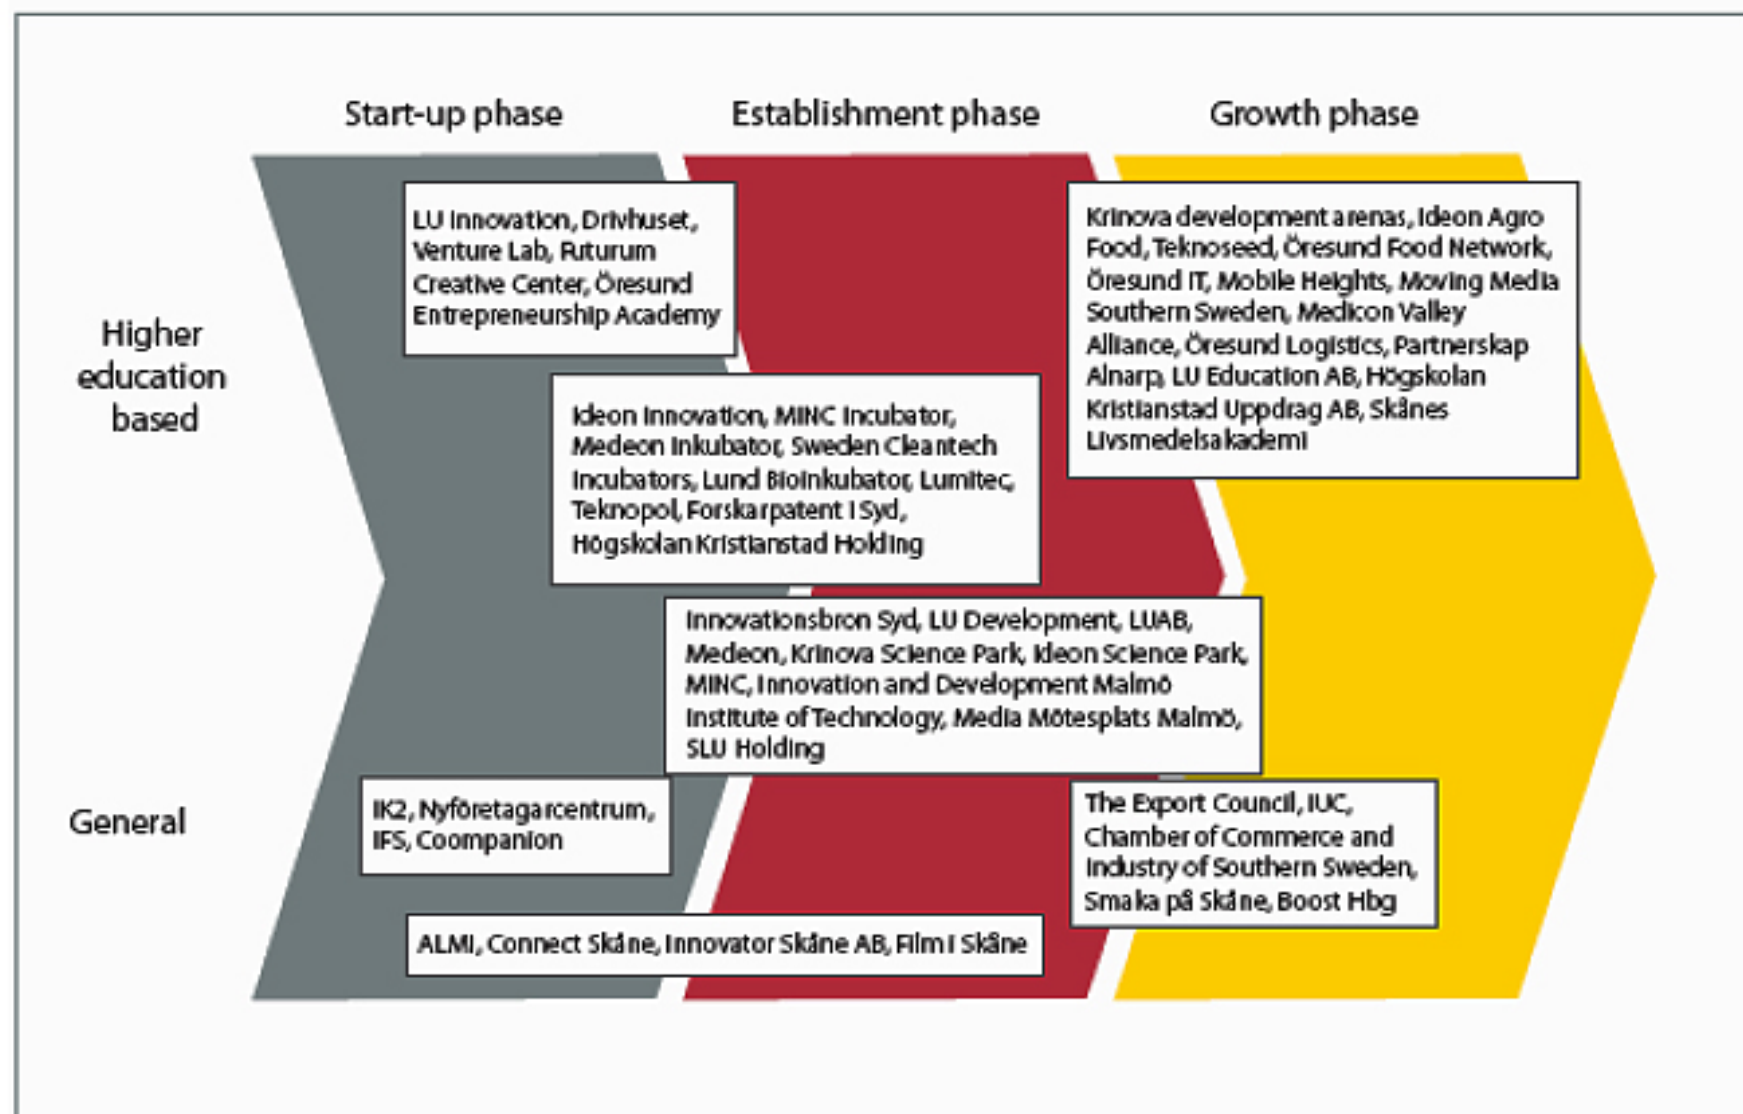 Start-up phase
Establishment phase
Growth phase
Higher
education
based
General
LU Innovation, Drivhuset,
Venture Lab, Futurum
Creative Center, Öresund
Entrepreneurship Academy
Krinova development arenas, Ideon Agro
Food, Teknoseed, Öresund Food Network,
Öresund IT, Mobile Heights, Moving Media
Southern Sweden, Medicon Valley
Alliance, Öresund Logistics, Partnerskap
Alnarp, LU Education AB, Högskolan
Kristianstad Uppdrag AB, Skånes
Livsmedelsakademi
Ideon Innovation, MINC Incubator,
Medeon Inkubator, Sweden Cleantech
Incubators, Lund Bioinkubator, Lumitec,
Teknopol, Forskarpatent i Syd,
Högskolan Kristianstad Holding
Innovationsbron Syd, LU Development, LUAB,
Medeon, Krinova Science Park, Ideon Science Park,
MINC, Innovation and Development Malmö
Institute of Technology, Media Mötesplats Malmö,
SLU Holding
IK2, Nyföretagarcentrum,
IFS, Coompanion
The Export Council, IUC,
Chamber of Commerce and
Industry of Southern Sweden,
Smaka på Skåne, Boost Hbg
ALMI, Connect Skåne, Innovator Skåne AB, Film i Skåne